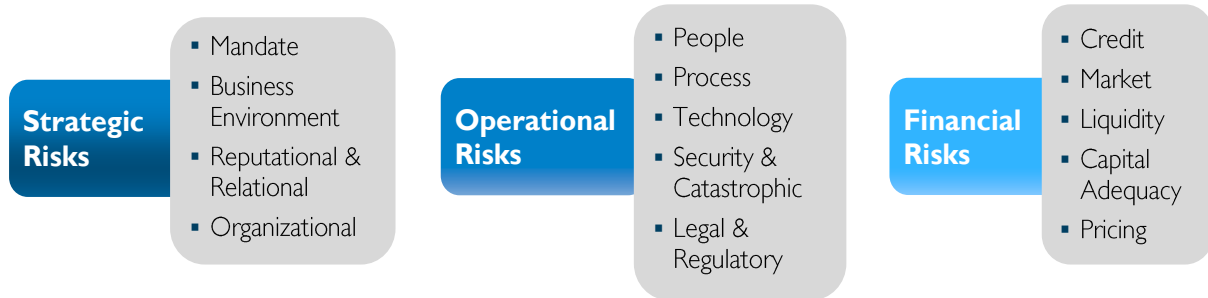 Strategic
Risks
▪ Mandate
▪ Business
Environment
▪ Reputational &
Relational
▪ Organizational
Operational
Risks
▪ People
▪ Process
▪ Technology
▪ Security &
Catastrophic
▪ Legal &
Regulatory
Financial
Risks
▪ Credit
▪ Market
▪ Liquidity
▪ Capital
Adequacy
▪ Pricing